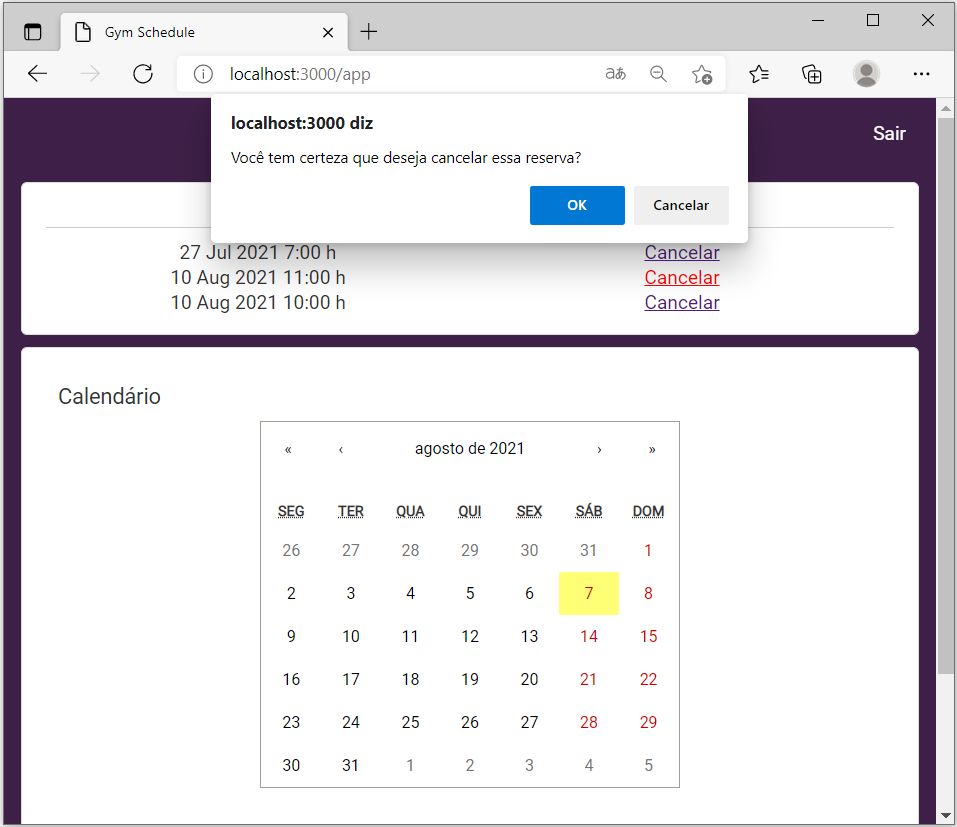 Gym Schedule
localhost:3000/app
aあ
localhost:3000 diz
Você tem certeza que deseja cancelar essa reserva?
OK Cancelar
Sair
27 Jul 2021 7:00 h Cancelar
10 Aug 2021 11:00 h Cancelar
10 Aug 2021 10:00 h Cancelar
Calendário
« ‹ agosto de 2021 › »
SEG TER QUA QUI SEX SÁB DOM
26 27 28 29 30 31 1
2 3 4 5 6 7 8
9 10 11 12 13 14 15
16 17 18 19 20 21 22
23 24 25 26 27 28 29
30 31 1 2 3 4 5